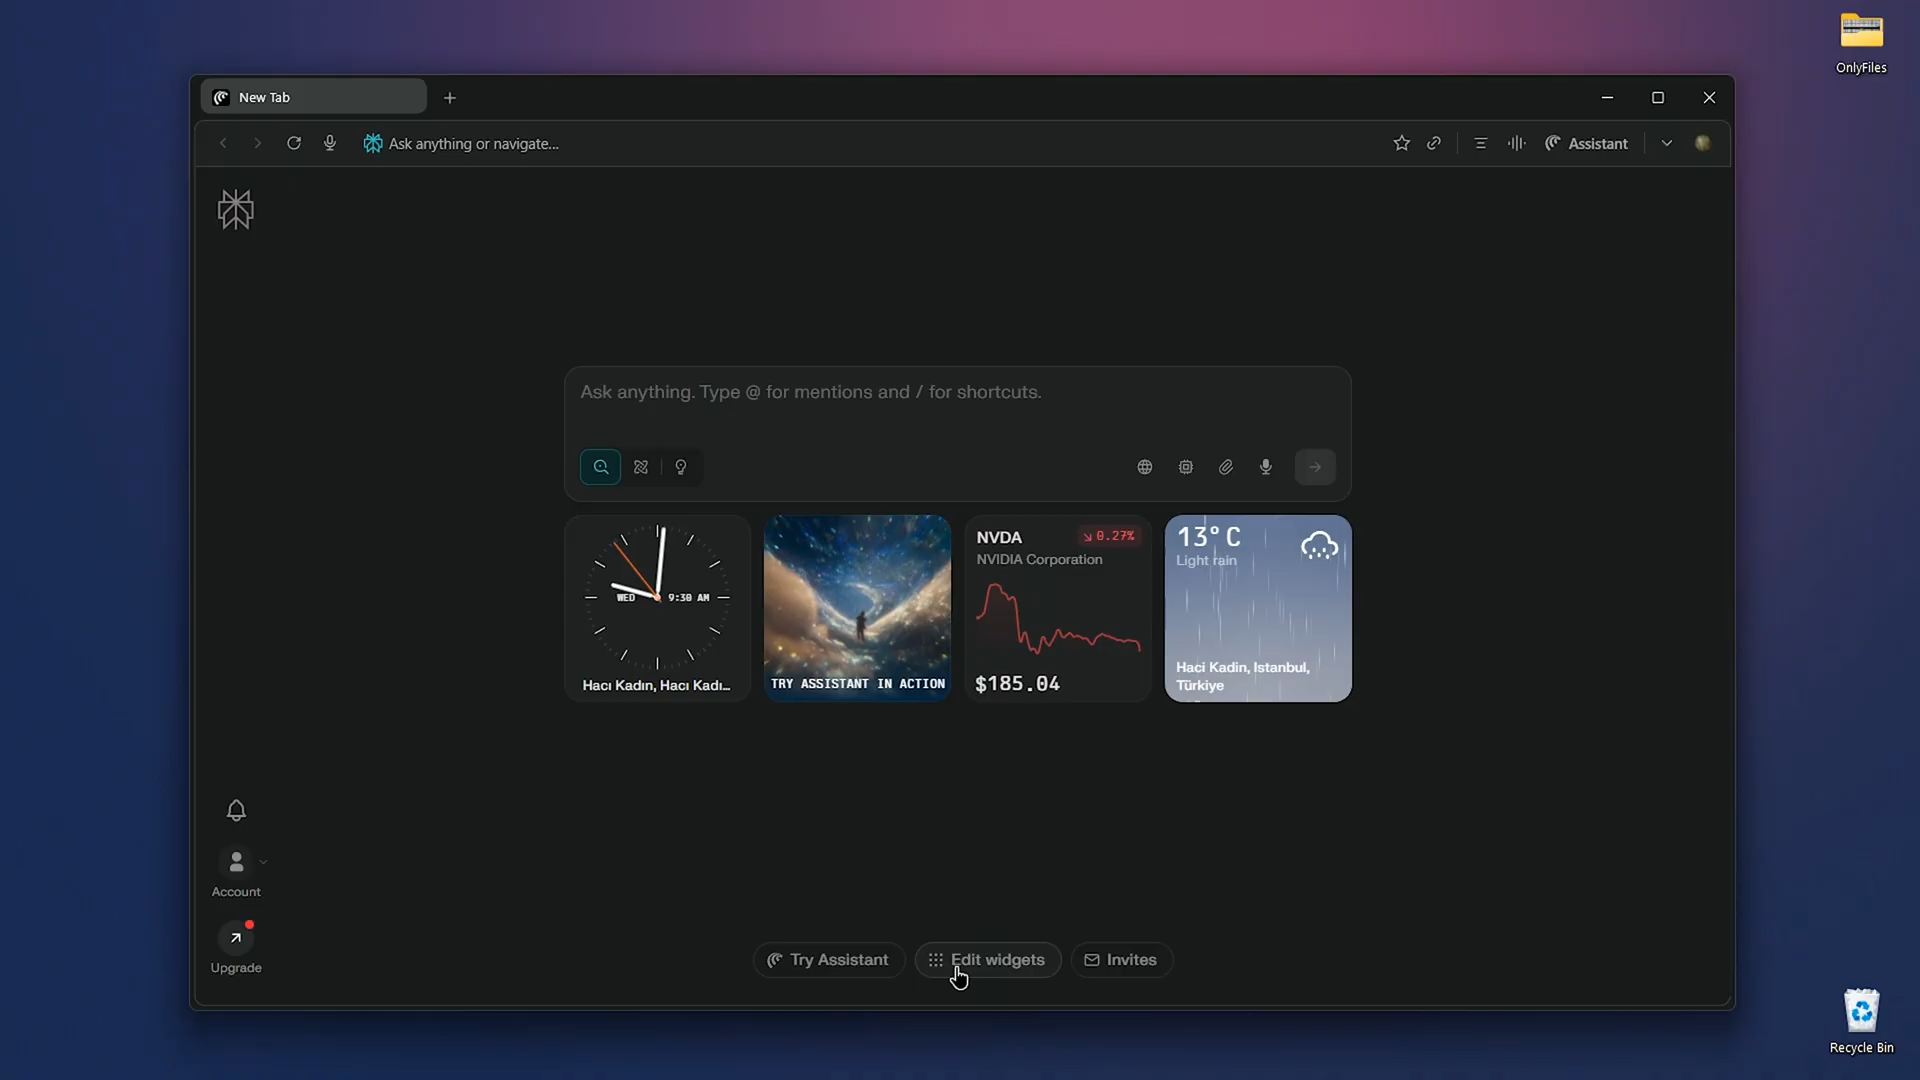 OnlyFiles
New Tab
Ask anything or navigate...
Assistant
Ask anything. Type @ for mentions and / for shortcuts.
WED 9:30 AM
Hacı Kadın, Hacı Kadı...
TRY ASSISTANT IN ACTION
NVDA
0.27%
NVIDIA Corporation
$185.04
13° C
Light rain
Haci Kadin, Istanbul,
Türkiye
Account
Upgrade
Try Assistant
Edit widgets
Invites
Recycle Bin